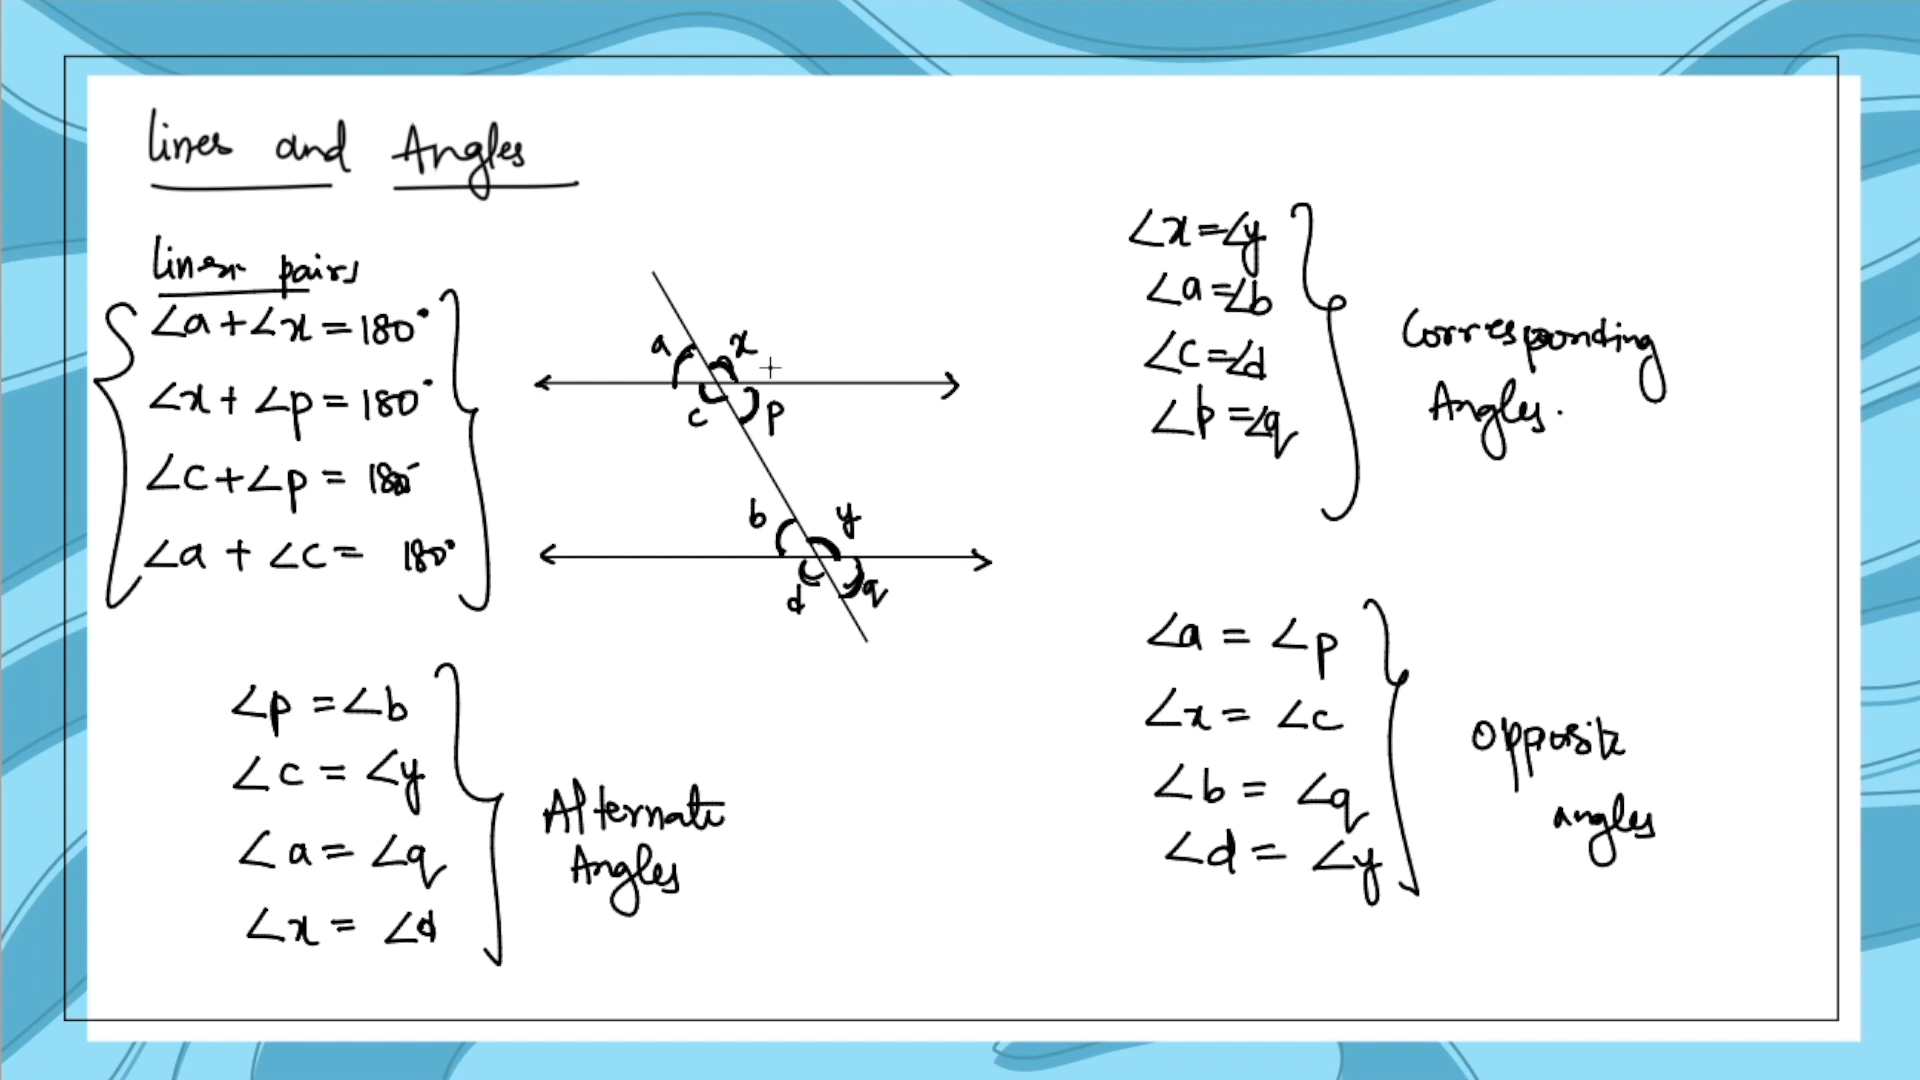 Lines and Angles
Linear pairs
∠a+∠x=180°
∠x+∠p=180°
∠c+∠p=180°
∠a+∠c=180°
a x
c p
b y
d q
∠p=∠b
∠c=∠y
∠a=∠q
∠x=∠d
Alternate
Angles
∠x=∠y
∠a=∠b
∠c=∠d
∠p=∠q
Corresponding
Angles.
∠a=∠p
∠x=∠c
∠b=∠q
∠d=∠y
Opposite
angles